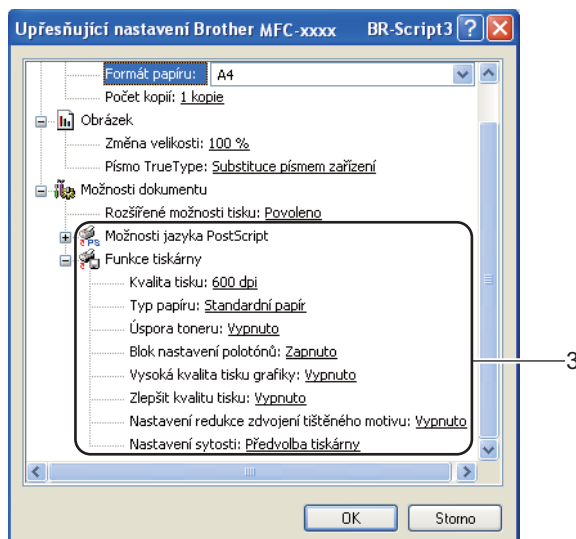 Upřesňující nastavení Brother MFC-xxxx BR-Script3
Formát papíru: A4
Počet kopií: 1 kopie
Obrázek
Změna velikosti: 100 %
Písmo TrueType: Substituce písmem zařízení
Možnosti dokumentu
Rozšířené možnosti tisku: Povoleno
Možnosti jazyka PostScript
Funkce tiskárny
Kvalita tisku: 600 dpi
Typ papíru: Standardní papír
Úspora toneru: Vypnuto
Blok nastavení polotónů: Zapnuto
Vysoká kvalita tisku grafiky: Vypnuto
Zlepšit kvalitu tisku: Vypnuto
Nastavení redukce zdvojení tištěného motivu: Vypnuto
Nastavení sytosti: Předvolba tiskárny
3
OK Storno